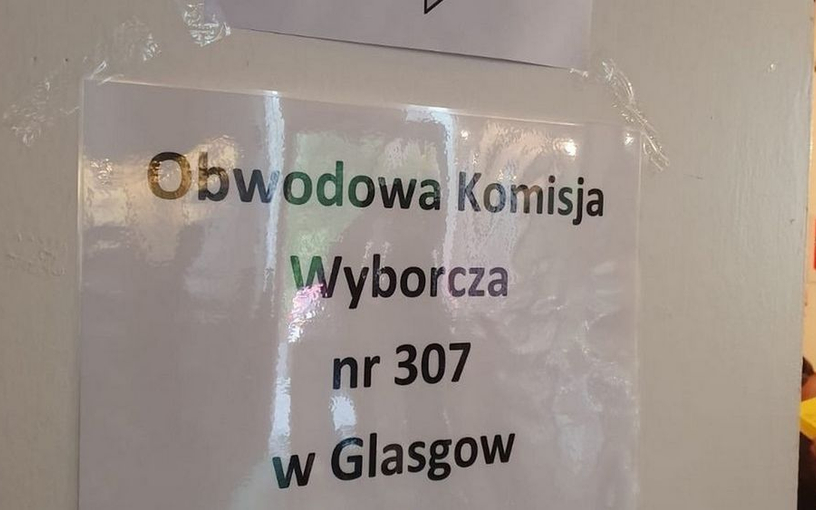 Obwodowa Komisja
Wyborcza
nr 307
w Glasgow